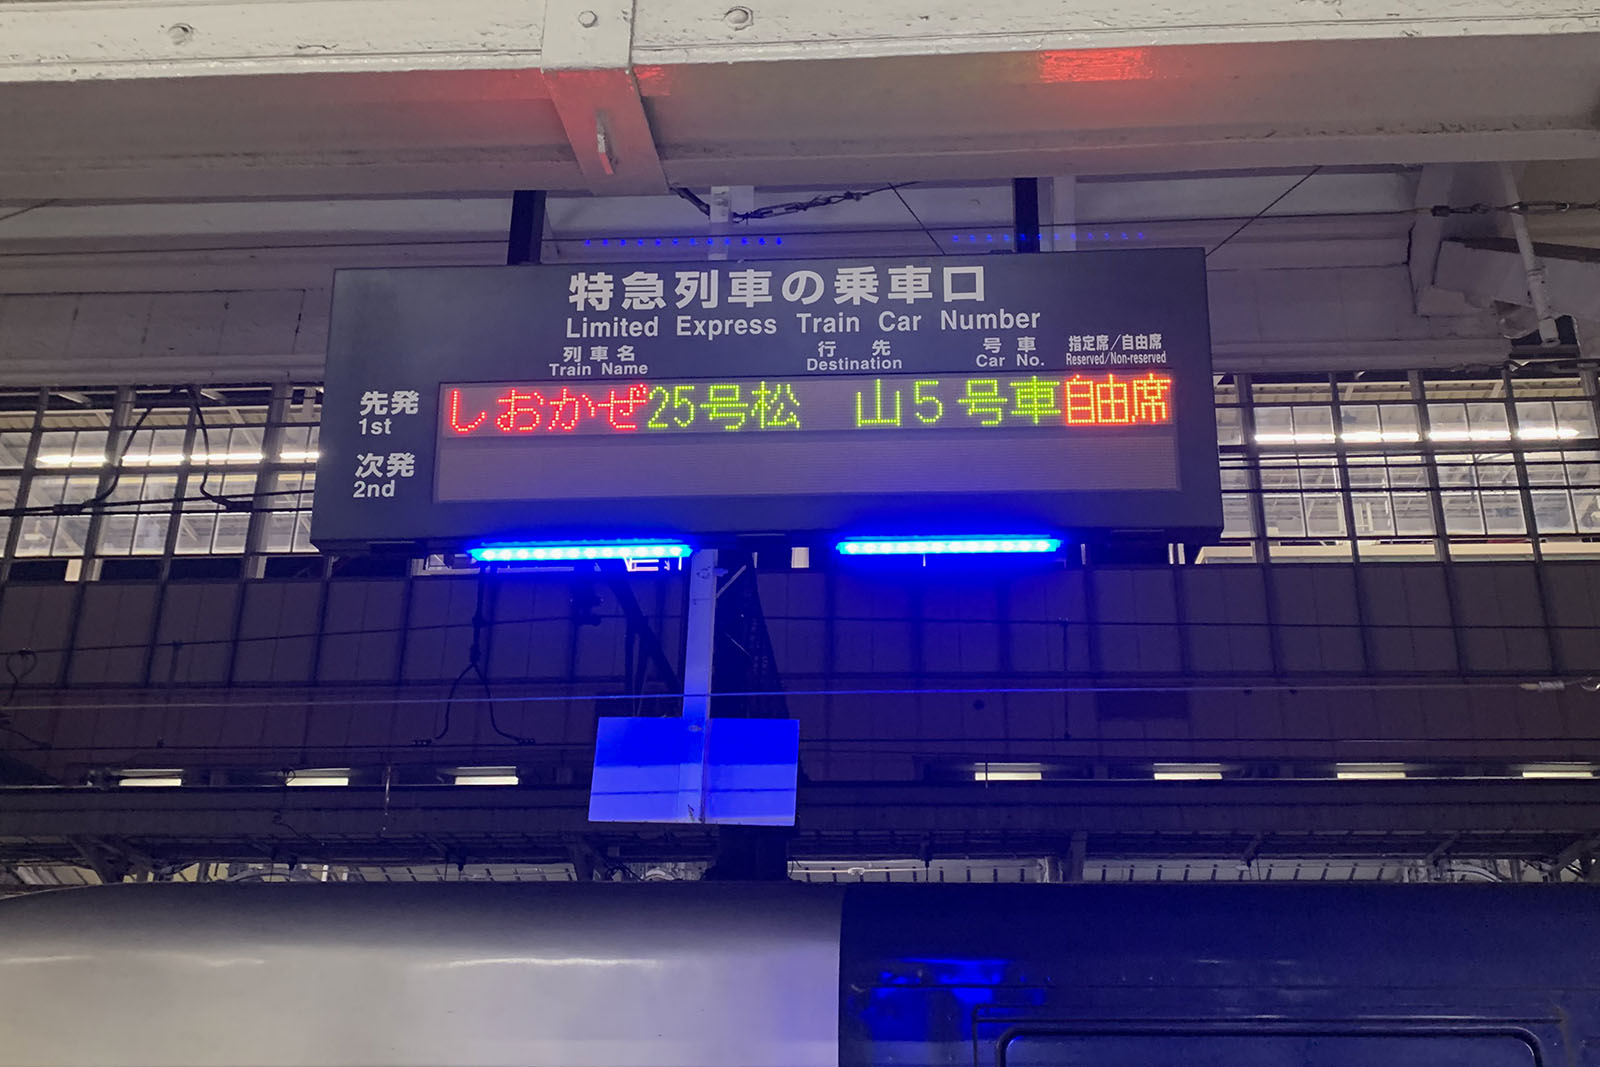 特急列車の乗車口
Limited Express Train Car Number
列車名 行先 号車 指定席/自由席
Train Name Destination Car No. Reserved/Non-reserved
先発 しおかぜ25号松 山5号車自由席
1st
次発
2nd